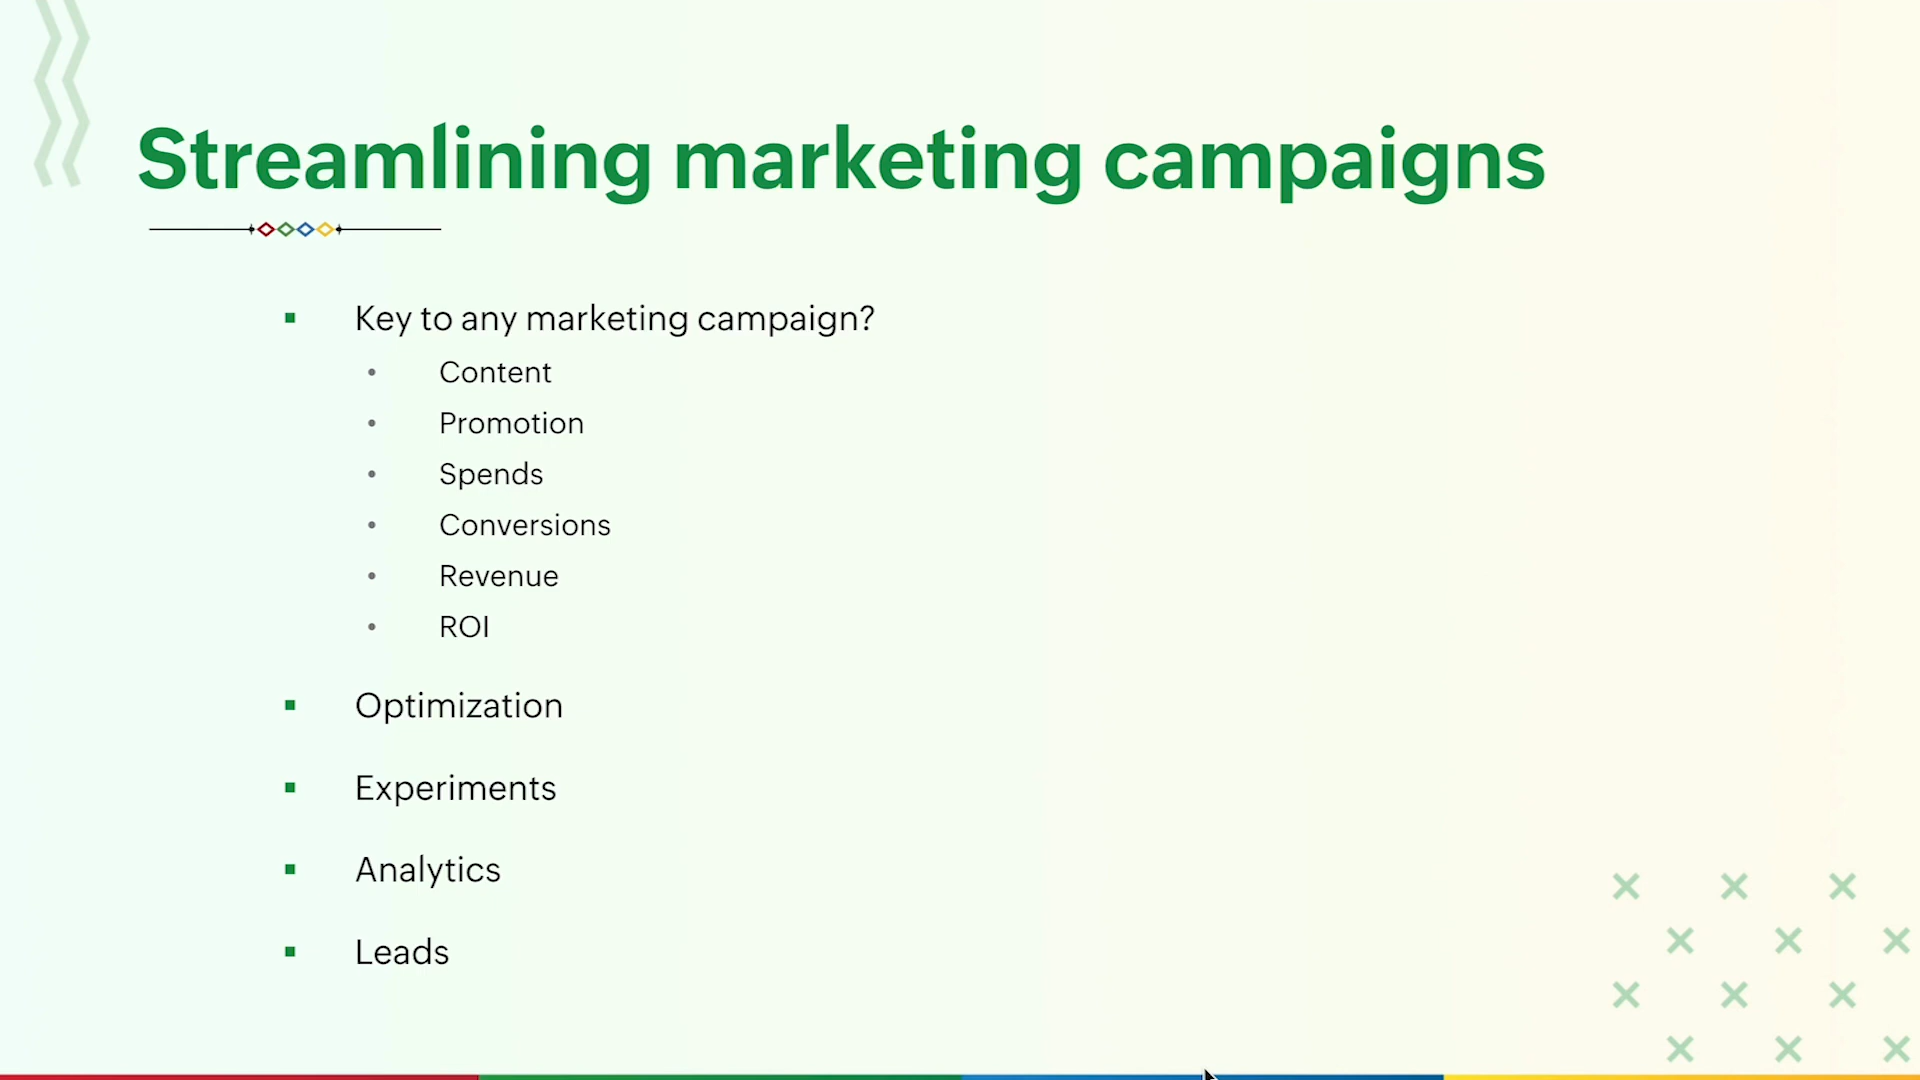 Streamlining marketing campaigns
Key to any marketing campaign?
Content
Promotion
Spends
Conversions
Revenue
ROI
Optimization
Experiments
Analytics
Leads